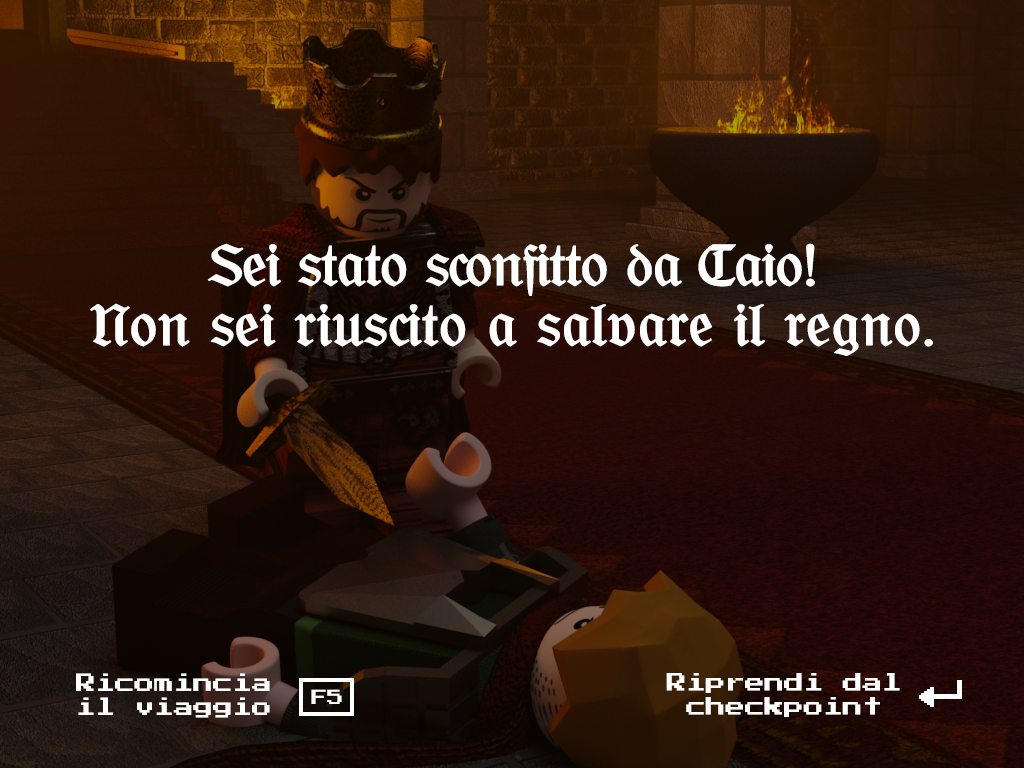 Sei stato sconfitto da Caio!
Non sei riuscito a salvare il regno.
Ricomincia
il viaggio
F5
Riprendi dal
checkpoint